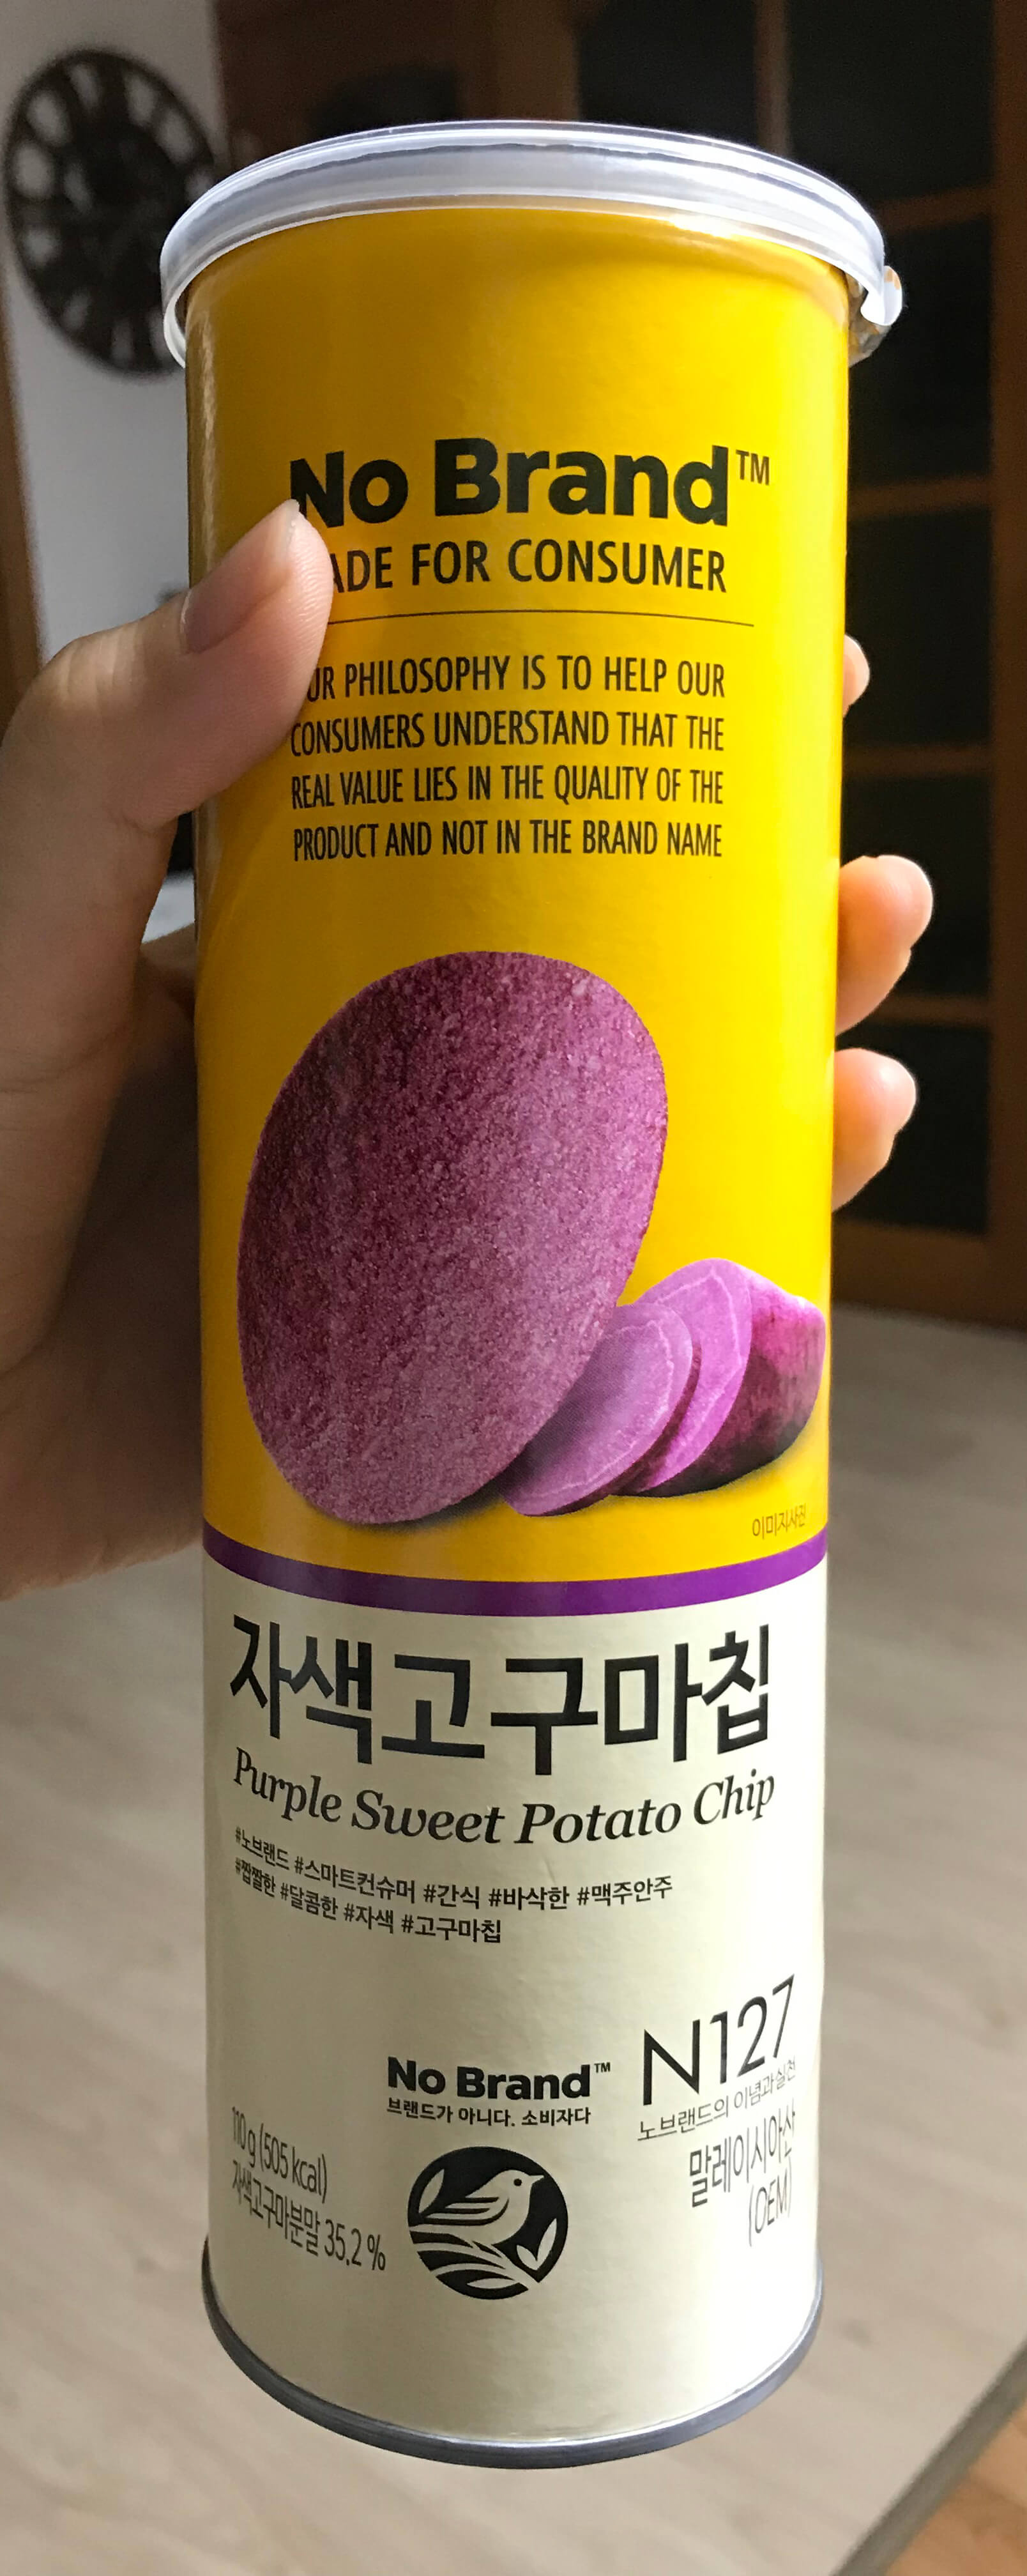 No Brand™
ADE FOR CONSUMER
UR PHILOSOPHY IS TO HELP OUR
CONSUMERS UNDERSTAND THAT THE
REAL VALUE LIES IN THE QUALITY OF THE
PRODUCT AND NOT IN THE BRAND NAME
이미지사진
자색고구마칩
Purple Sweet Potato Chip
#노브랜드 #스마트컨슈머 #간식 #바삭한 #맥주안주
#짭짤한 #달콤한 #자색 #고구마칩
N127
노브랜드의 이념과 실천
말레이시아산
(OEM)
No Brand™
브랜드가 아니다. 소비자다
110g (505 kcal)
자색고구마분말 35.2 %